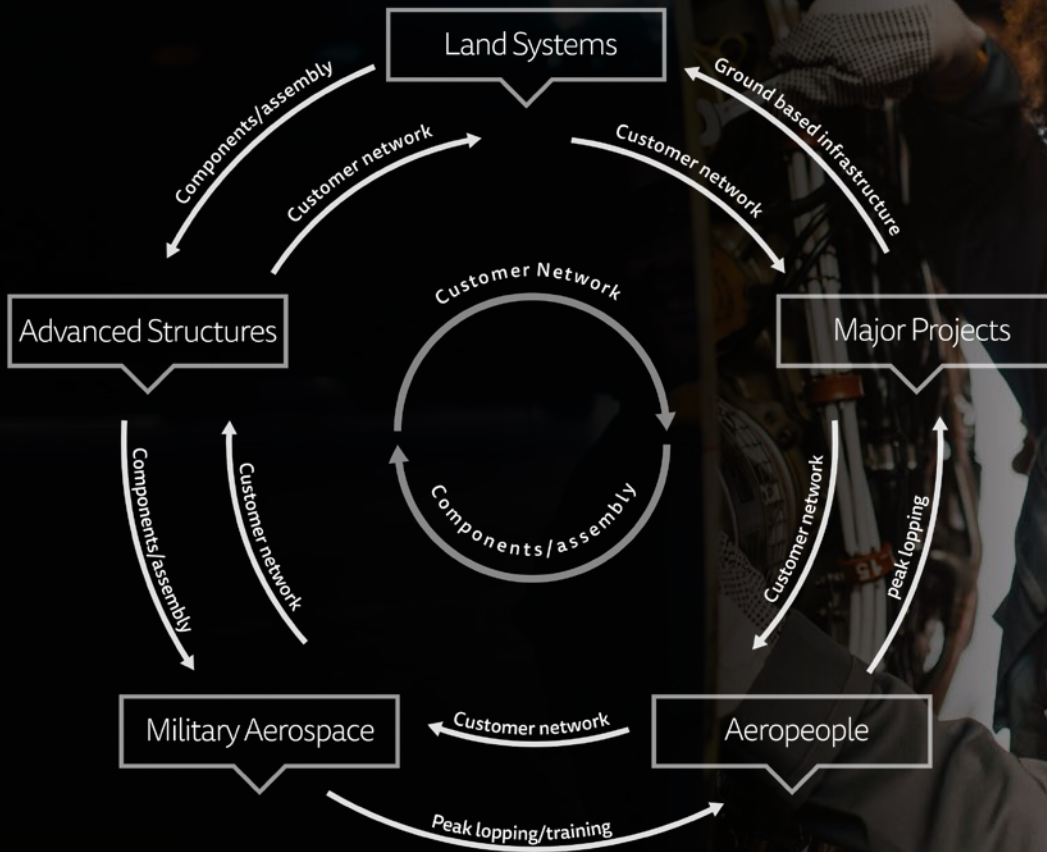 Land Systems
Components/assembly
Customer network
Customer network
Ground based infrastructure
Advanced Structures
Major Projects
Customer Network
Components/assembly
Components/assembly
Customer network
Customer network
peak lopping
15
Military Aerospace
Aeropeople
Customer network
Peak lopping/training